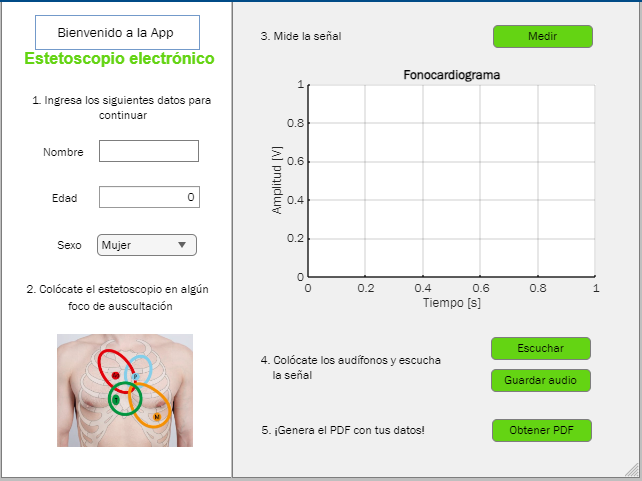 Bienvenido a la App
Estetoscopio electrónico
1. Ingresa los siguientes datos para
continuar
Nombre
Edad
0
Sexo
Mujer
2. Colócate el estetoscopio en algún
foco de auscultación
T
M
3. Mide la señal
Medir
Fonocardiograma
Amplitud [V]
1
0.8
0.6
0.4
0.2
0
0
0.2
0.4
0.6
0.8
1
Tiempo [s]
4. Colócate los audífonos y escucha
la señal
Escuchar
Guardar audio
5. ¡Genera el PDF con tus datos!
Obtener PDF